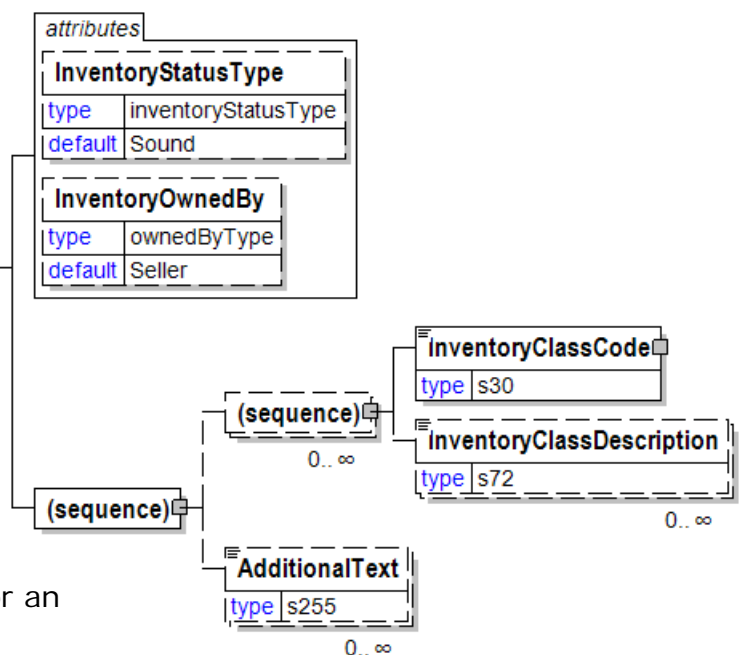 attributes
InventoryStatusType
type inventoryStatusType
default Sound
InventoryOwnedBy
type ownedByType
default Seller
InventoryClassCode
type s30
(sequence)
0.. ∞
InventoryClassDescription
type s72
0.. ∞
(sequence)
AdditionalText
type s255
0.. ∞
r an